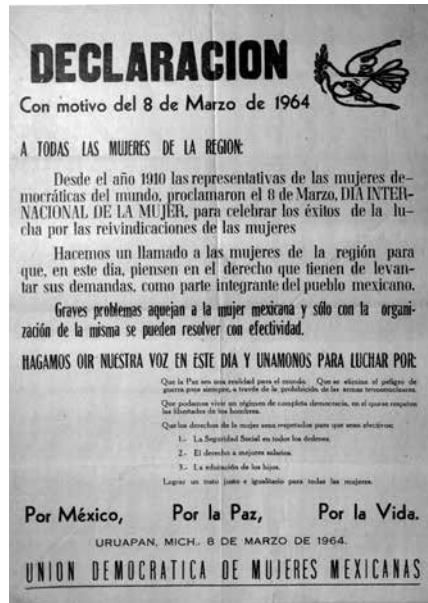 DECLARACION
Con motivo del 8 de Marzo de 1964
A TODAS LAS MUJERES DE LA REGION:
Desde el año 1910 las representativas de las mujeres de-
mocráticas del mundo, proclamaron el 8 de Marzo, DIA INTER-
NACIONAL DE LA MUJER, para celebrar los éxitos de la lu-
cha por las reivindicaciones de las mujeres
Hacemos un llamado a las mujeres de la región para
que, en este día, piensen en el derecho que tienen de levan-
tar sus demandas, como parte integrante del pueblo mexicano.
Graves problemas aquejan a la mujer mexicana y sólo con la organi-
zación de la misma se pueden resolver con efectividad.
HAGAMOS OIR NUESTRA VOZ EN ESTE DIA Y UNAMONOS PARA LUCHAR POR:
Que la Paz sea una realidad para el mundo. Que se elimine el peligro de
guerra para siempre, a través de la prohibición de las armas termonucleares.
Que podamos vivir un régimen de completa democracia, en el que se respeten
las libertades de los hombres.
Que los derechos de la mujer sean respetados para que sean efectivos:
1.- La Seguridad Social en todos los órdenes.
2.- El derecho a mejores salarios.
3.- La educación de los hijos.
Lograr un trato justo e igualitario para todas las mujeres.
Por México, Por la Paz, Por la Vida.
URUAPAN, MICH., 8 DE MARZO DE 1964.
UNION DEMOCRATICA DE MUJERES MEXICANAS